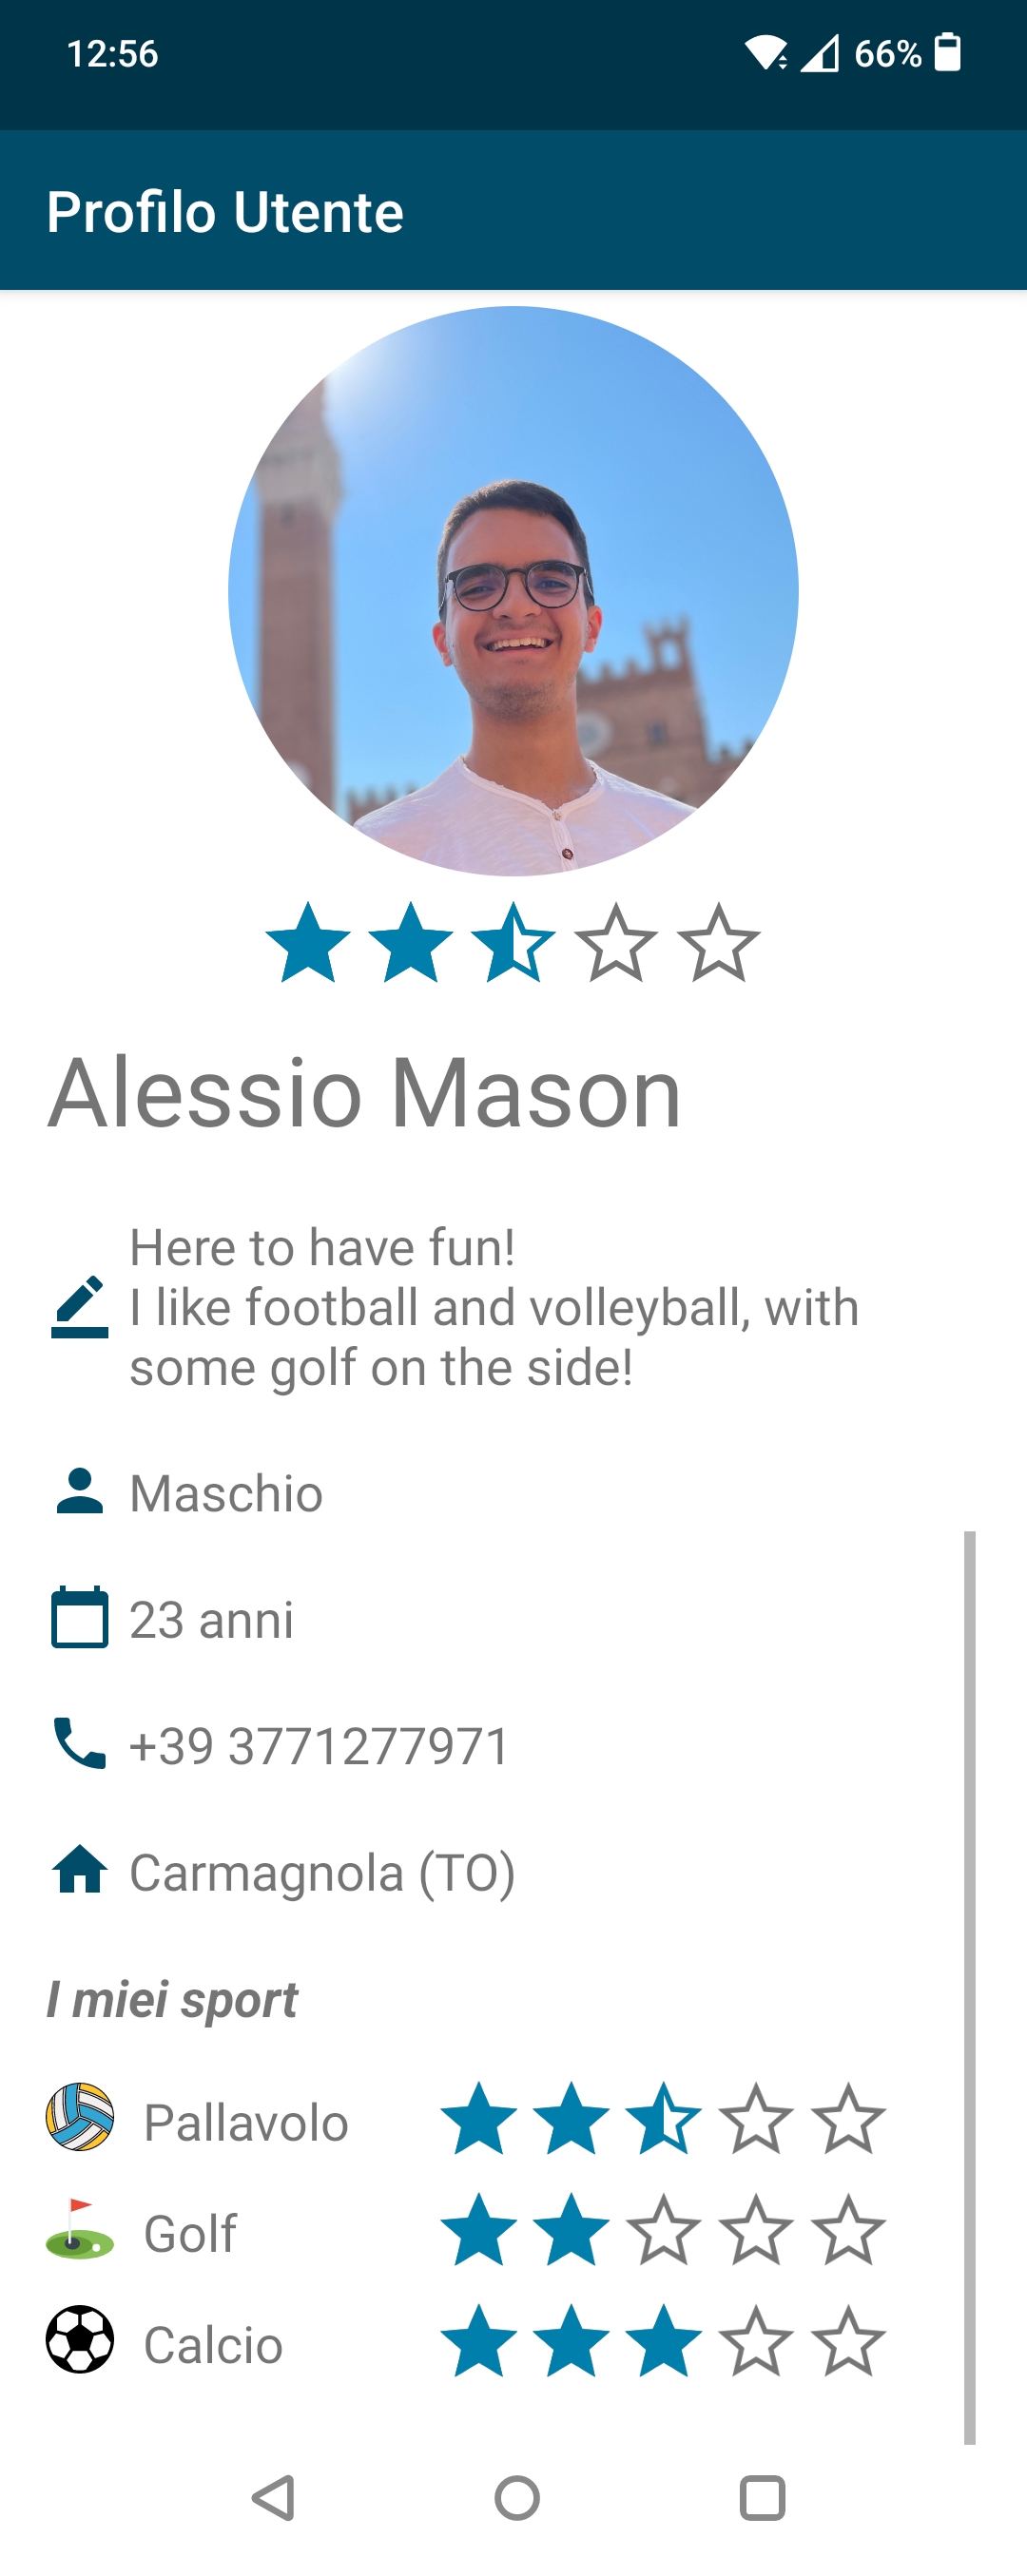 12:56
66%
Profilo Utente
Alessio Mason
Here to have fun!
I like football and volleyball, with
some golf on the side!
Maschio
23 anni
+39 3771277971
Carmagnola (TO)
I miei sport
Pallavolo
Golf
Calcio